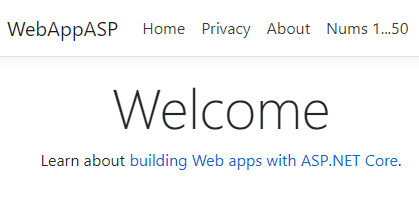 WebAppASP Home Privacy About Nums 1...50
Welcome
Learn about building Web apps with ASP.NET Core.